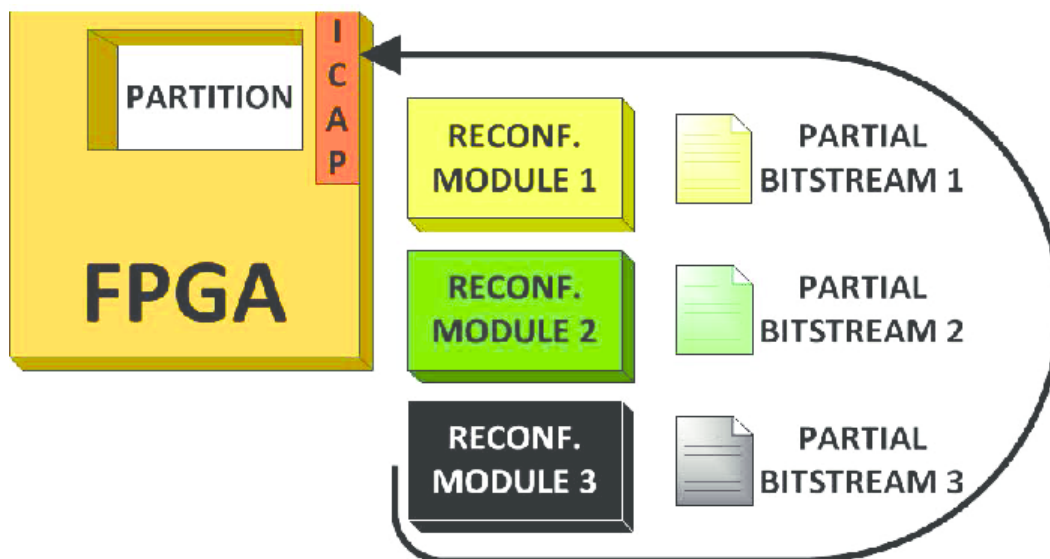 PARTITION
I
C
A
P
FPGA
RECONF.
MODULE 1
PARTIAL
BITSTREAM 1
RECONF.
MODULE 2
PARTIAL
BITSTREAM 2
RECONF.
MODULE 3
PARTIAL
BITSTREAM 3